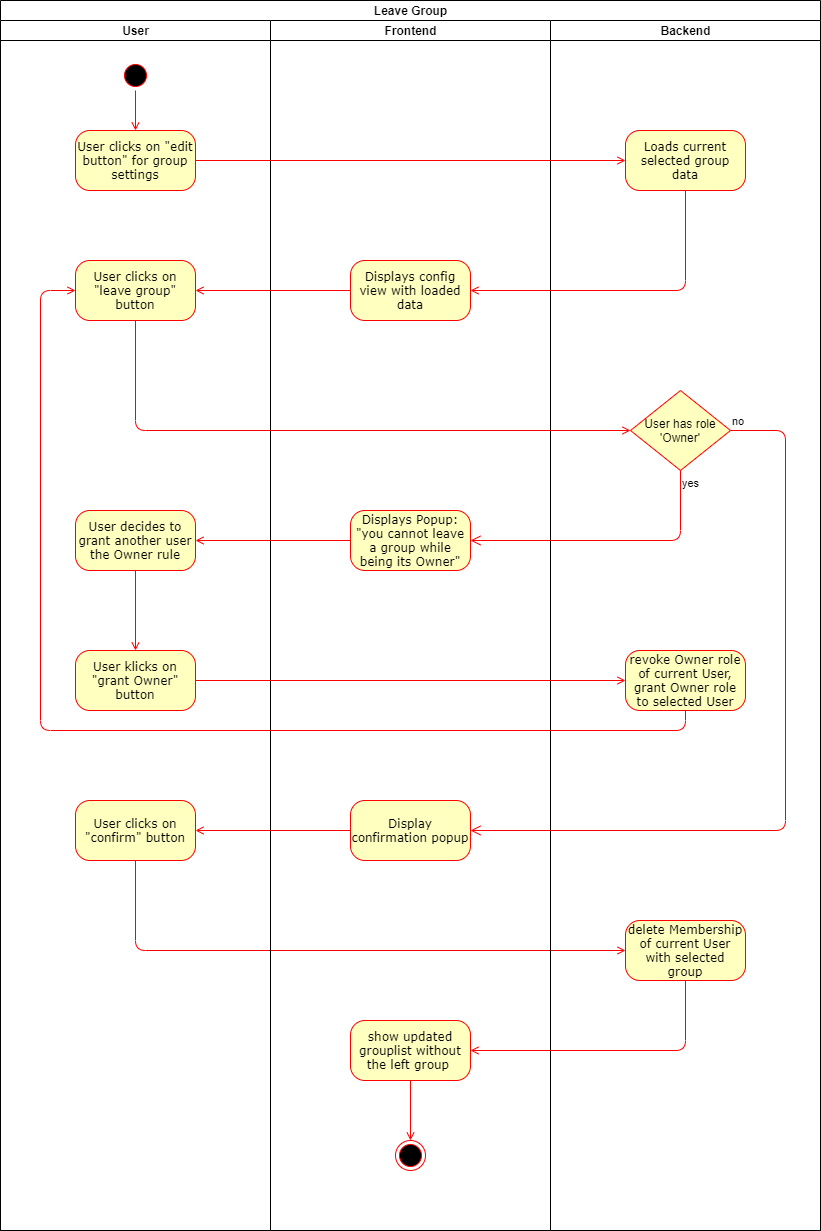 Leave Group
User
Frontend
Backend
User clicks on "edit
button" for group
settings
Loads current
selected group
data
User clicks on
"leave group"
button
Displays config
view with loaded
data
User has role
'Owner'
no
yes
User decides to
grant another user
the Owner rule
Displays Popup:
"you cannot leave
a group while
being its Owner"
User klicks on
"grant Owner"
button
revoke Owner role
of current User,
grant Owner role
to selected User
User clicks on
"confirm" button
Display
confirmation popup
delete Membership
of current User
with selected
group
show updated
grouplist without
the left group